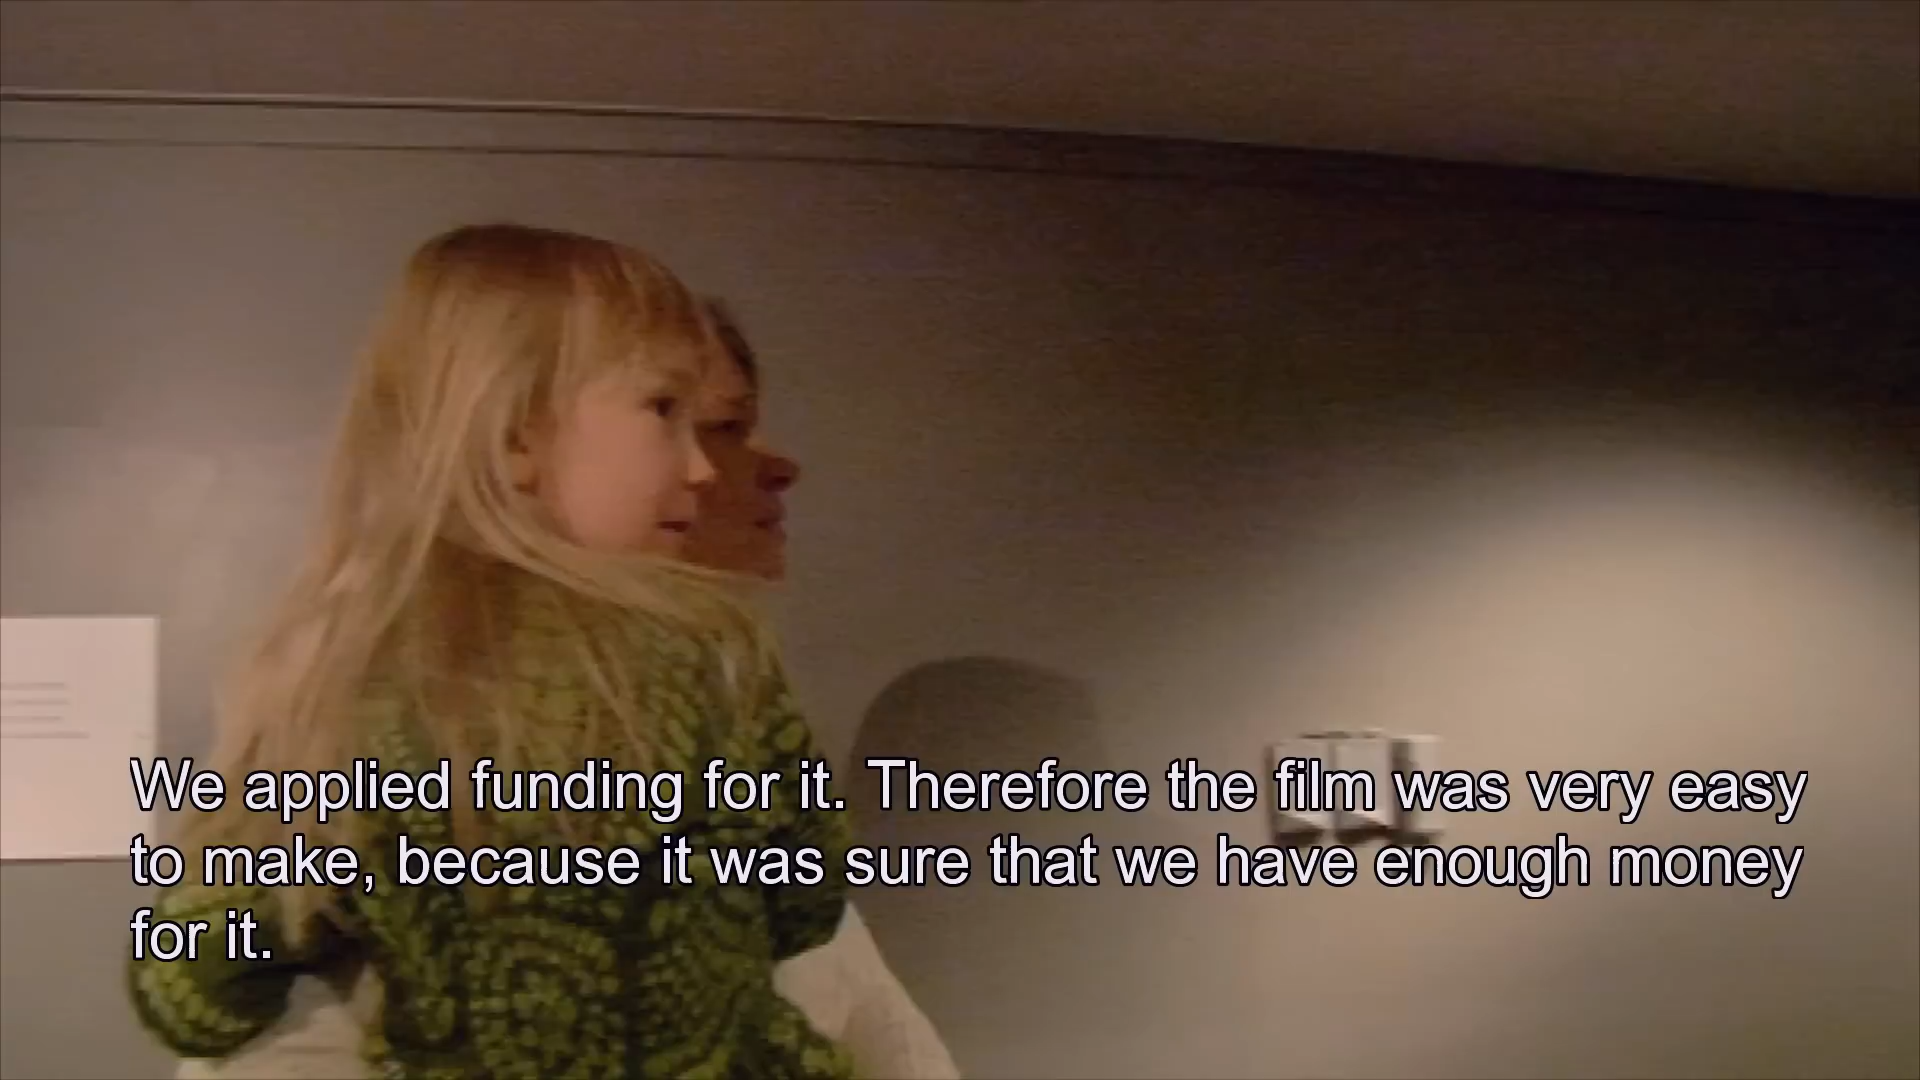 We applied funding for it. Therefore the film was very easy
to make, because it was sure that we have enough money
for it.